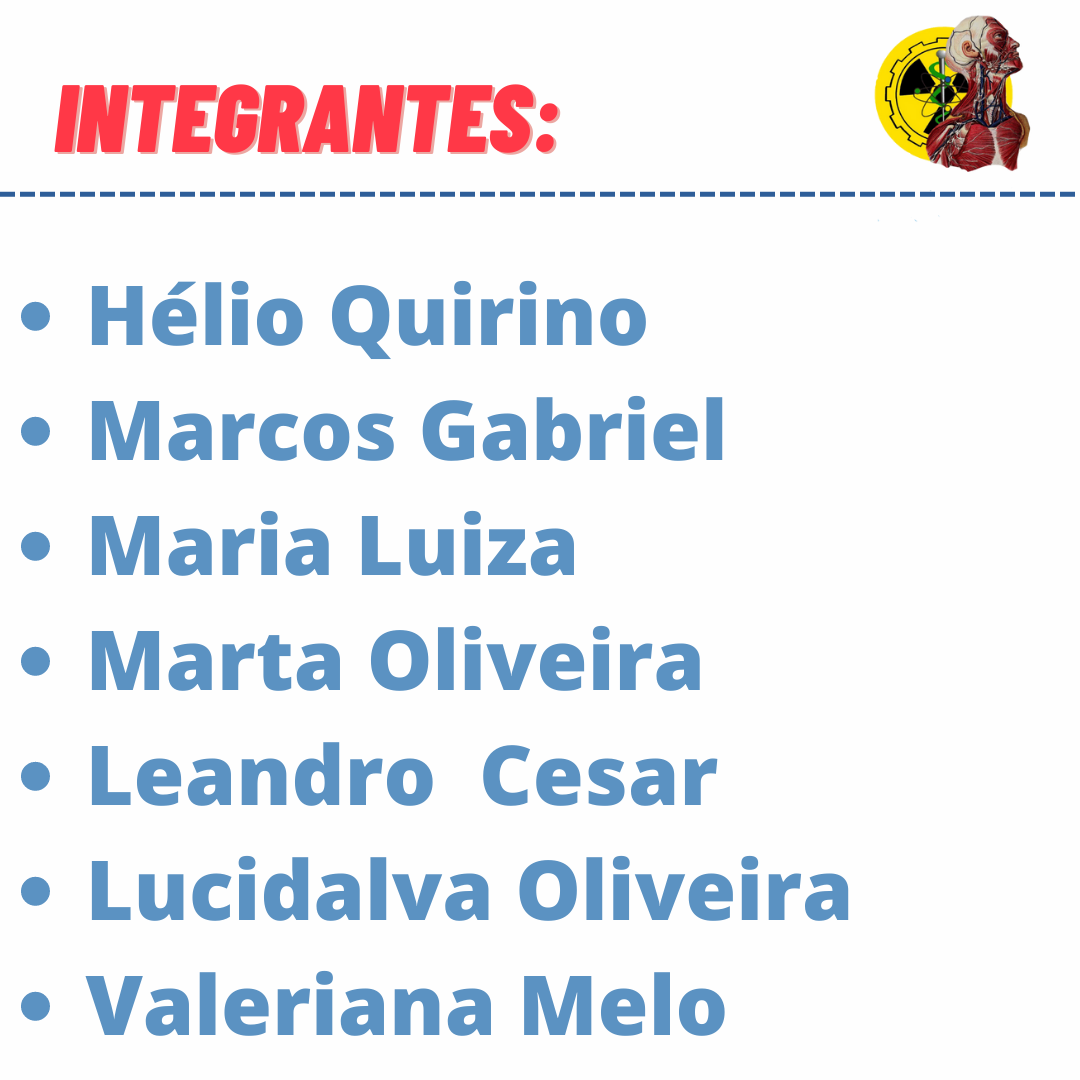 INTEGRANTES:
• Hélio Quirino
• Marcos Gabriel
• Maria Luiza
• Marta Oliveira
• Leandro  Cesar
• Lucidalva Oliveira
• Valeriana Melo